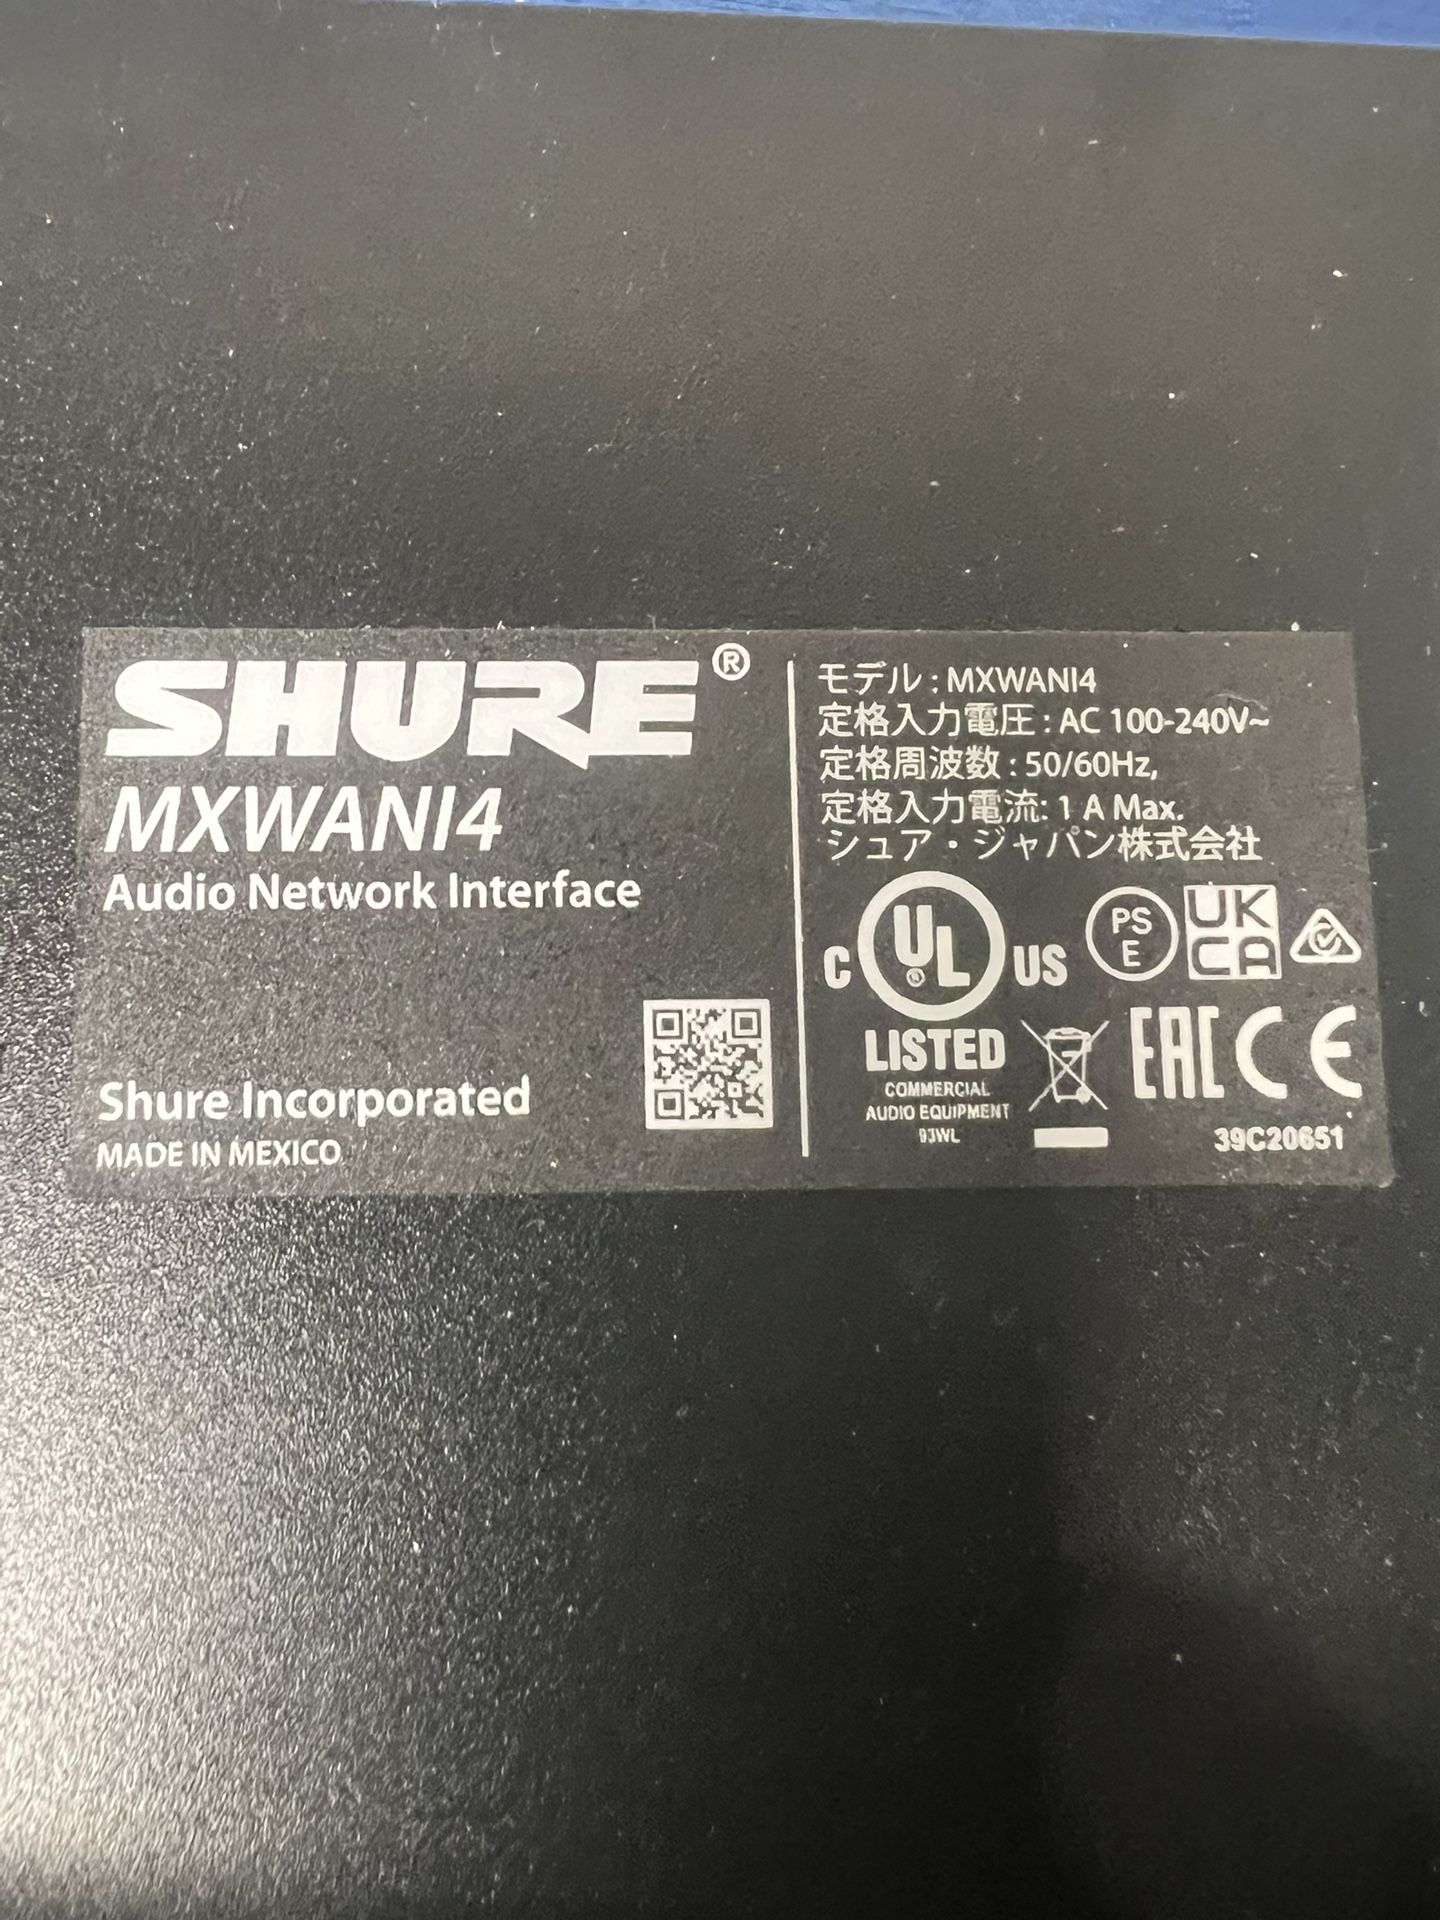 SHURE®
MXWANI4
Audio Network Interface
Shure Incorporated
MADE IN MEXICO
モデル : MXWANI4
定格入力電圧 : AC 100-240V~
定格周波数 : 50/60Hz,
定格入力電流: 1 A Max.
シュア・ジャパン株式会社
C UL® US
LISTED
COMMERCIAL
AUDIO EQUIPMENT
93WL
PS
E
UK
CA
EAC CE
39C20651